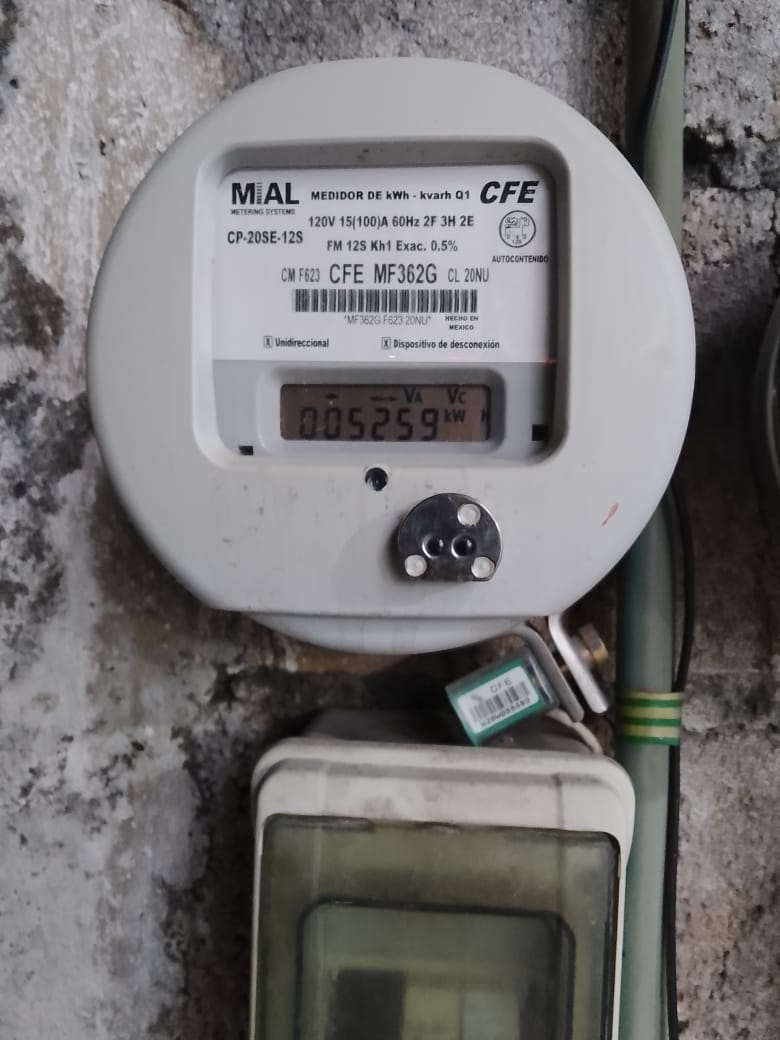 MIAL MEDIDOR DE kWh - kvarh Q1 CFE
METERING SYSTEMS
120V 15(100)A 60Hz 2F 3H 2E
CP-20SE-12S
FM 12S Kh1 Exac. 0.5%
AUTOCONTENIDO
CM F623 CFE MF362G CL 20NU
*MF362G F623 20NU*
HECHO EN
MEXICO
X Unidireccional
X Dispositivo de desconexión
VA VC
005259 kW h
CFE